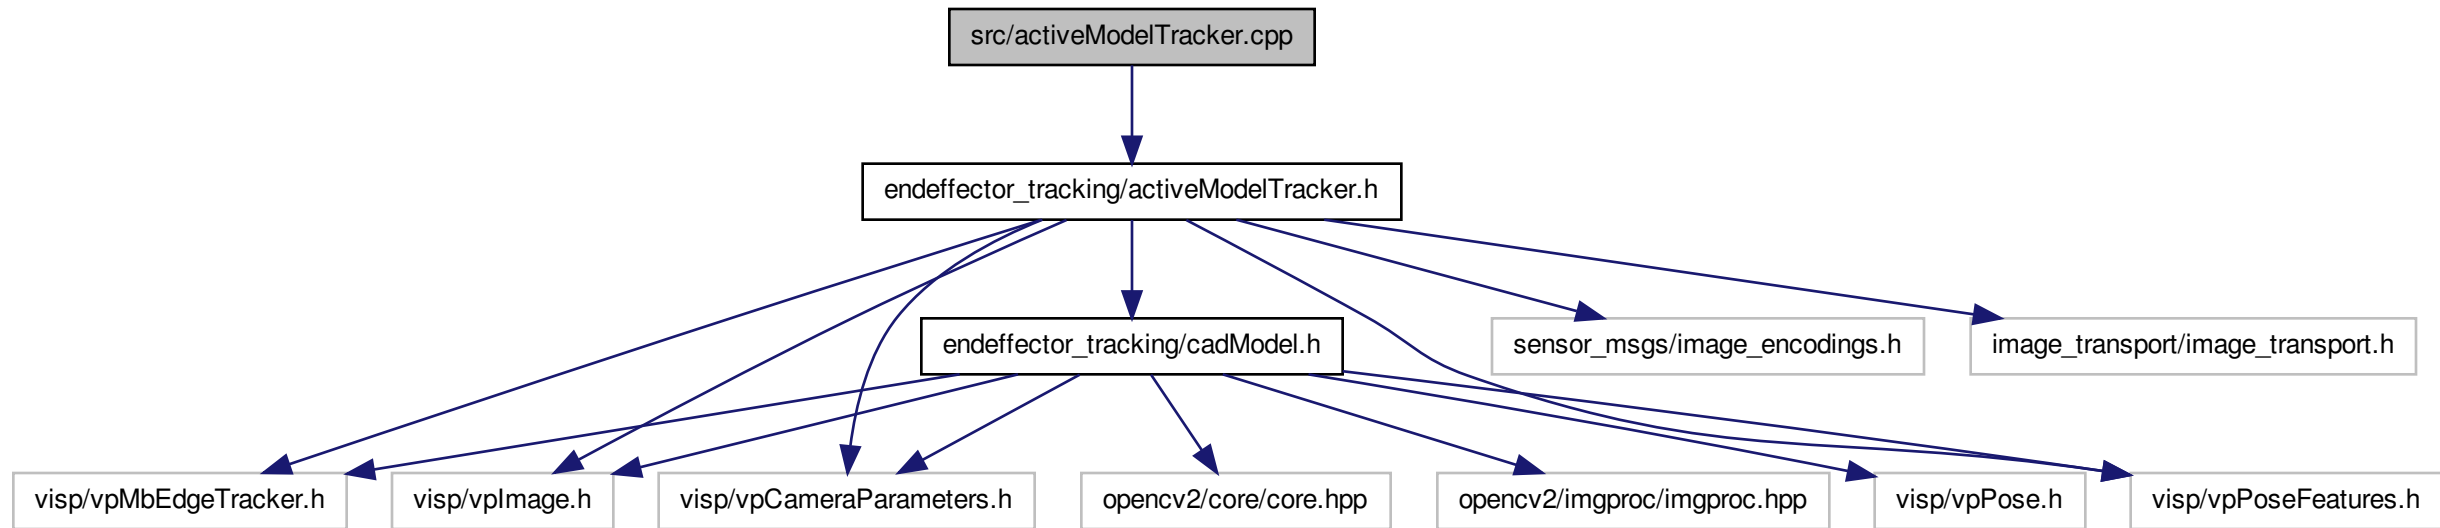 src/activeModelTracker.cpp
endeffector_tracking/activeModelTracker.h
endeffector_tracking/cadModel.h
sensor_msgs/image_encodings.h
image_transport/image_transport.h
visp/vpMbEdgeTracker.h
visp/vpImage.h
visp/vpCameraParameters.h
opencv2/core/core.hpp
opencv2/imgproc/imgproc.hpp
visp/vpPose.h
visp/vpPoseFeatures.h